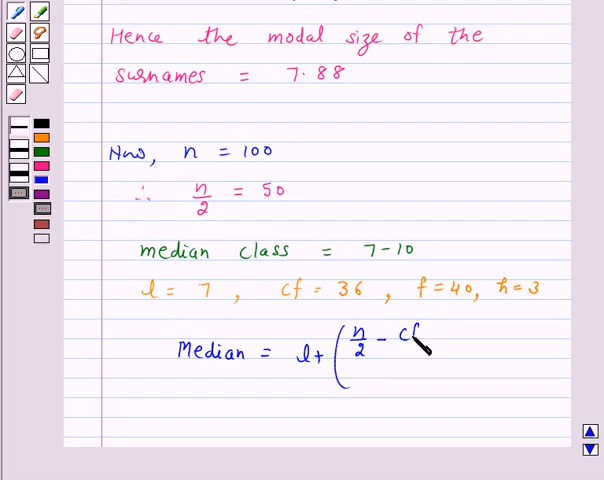 Hence the modal size of the
surnames = 7.88
Now, n = 100
∴ n/2 = 50
median class = 7-10
l = 7 , cf = 36 , f = 40, h = 3
Median = l + ( n/2 - cf